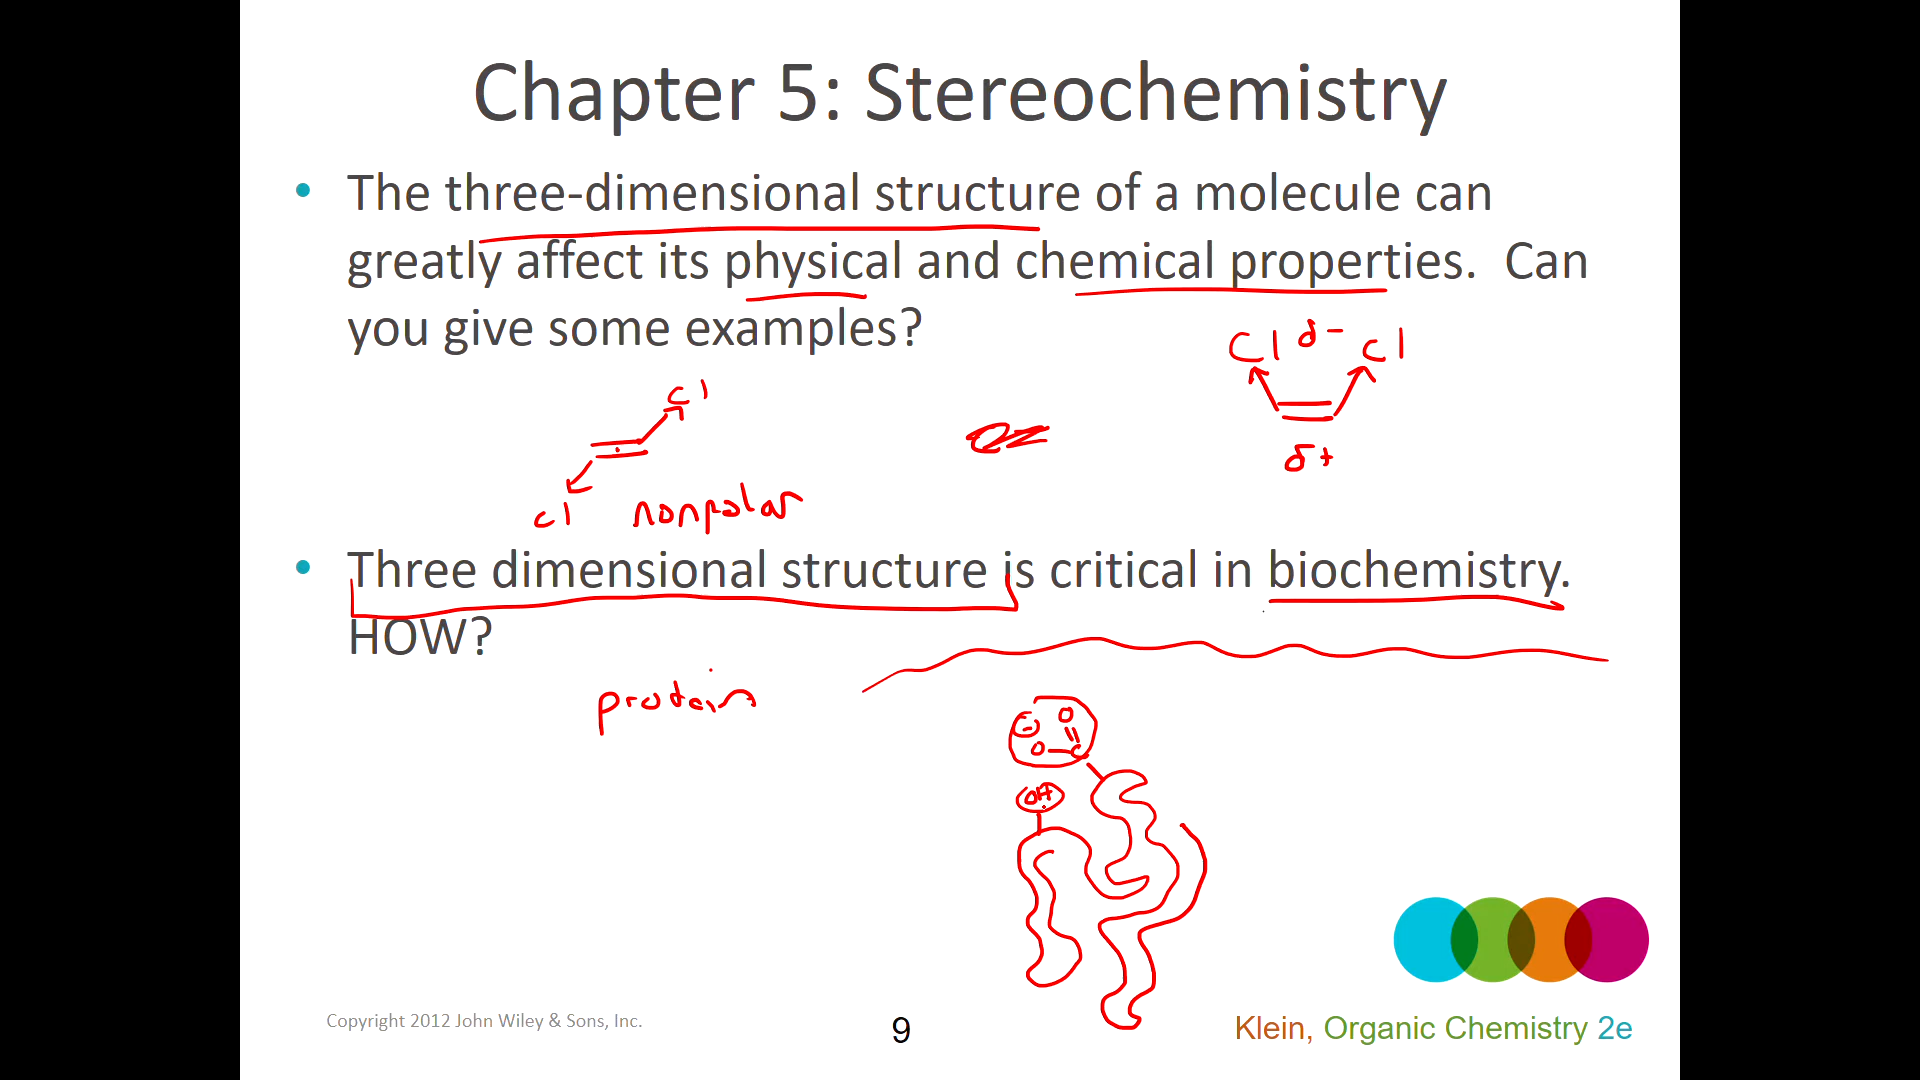 Chapter 5: Stereochemistry
• The three-dimensional structure of a molecule can
greatly affect its physical and chemical properties.  Can
you give some examples?
Cl δ- Cl
δ+
Cl
Cl nonpolar
• Three dimensional structure is critical in biochemistry.
HOW?
protein
O
⊖
O-C
OH
Copyright 2012 John Wiley & Sons, Inc.
9
Klein, Organic Chemistry 2e